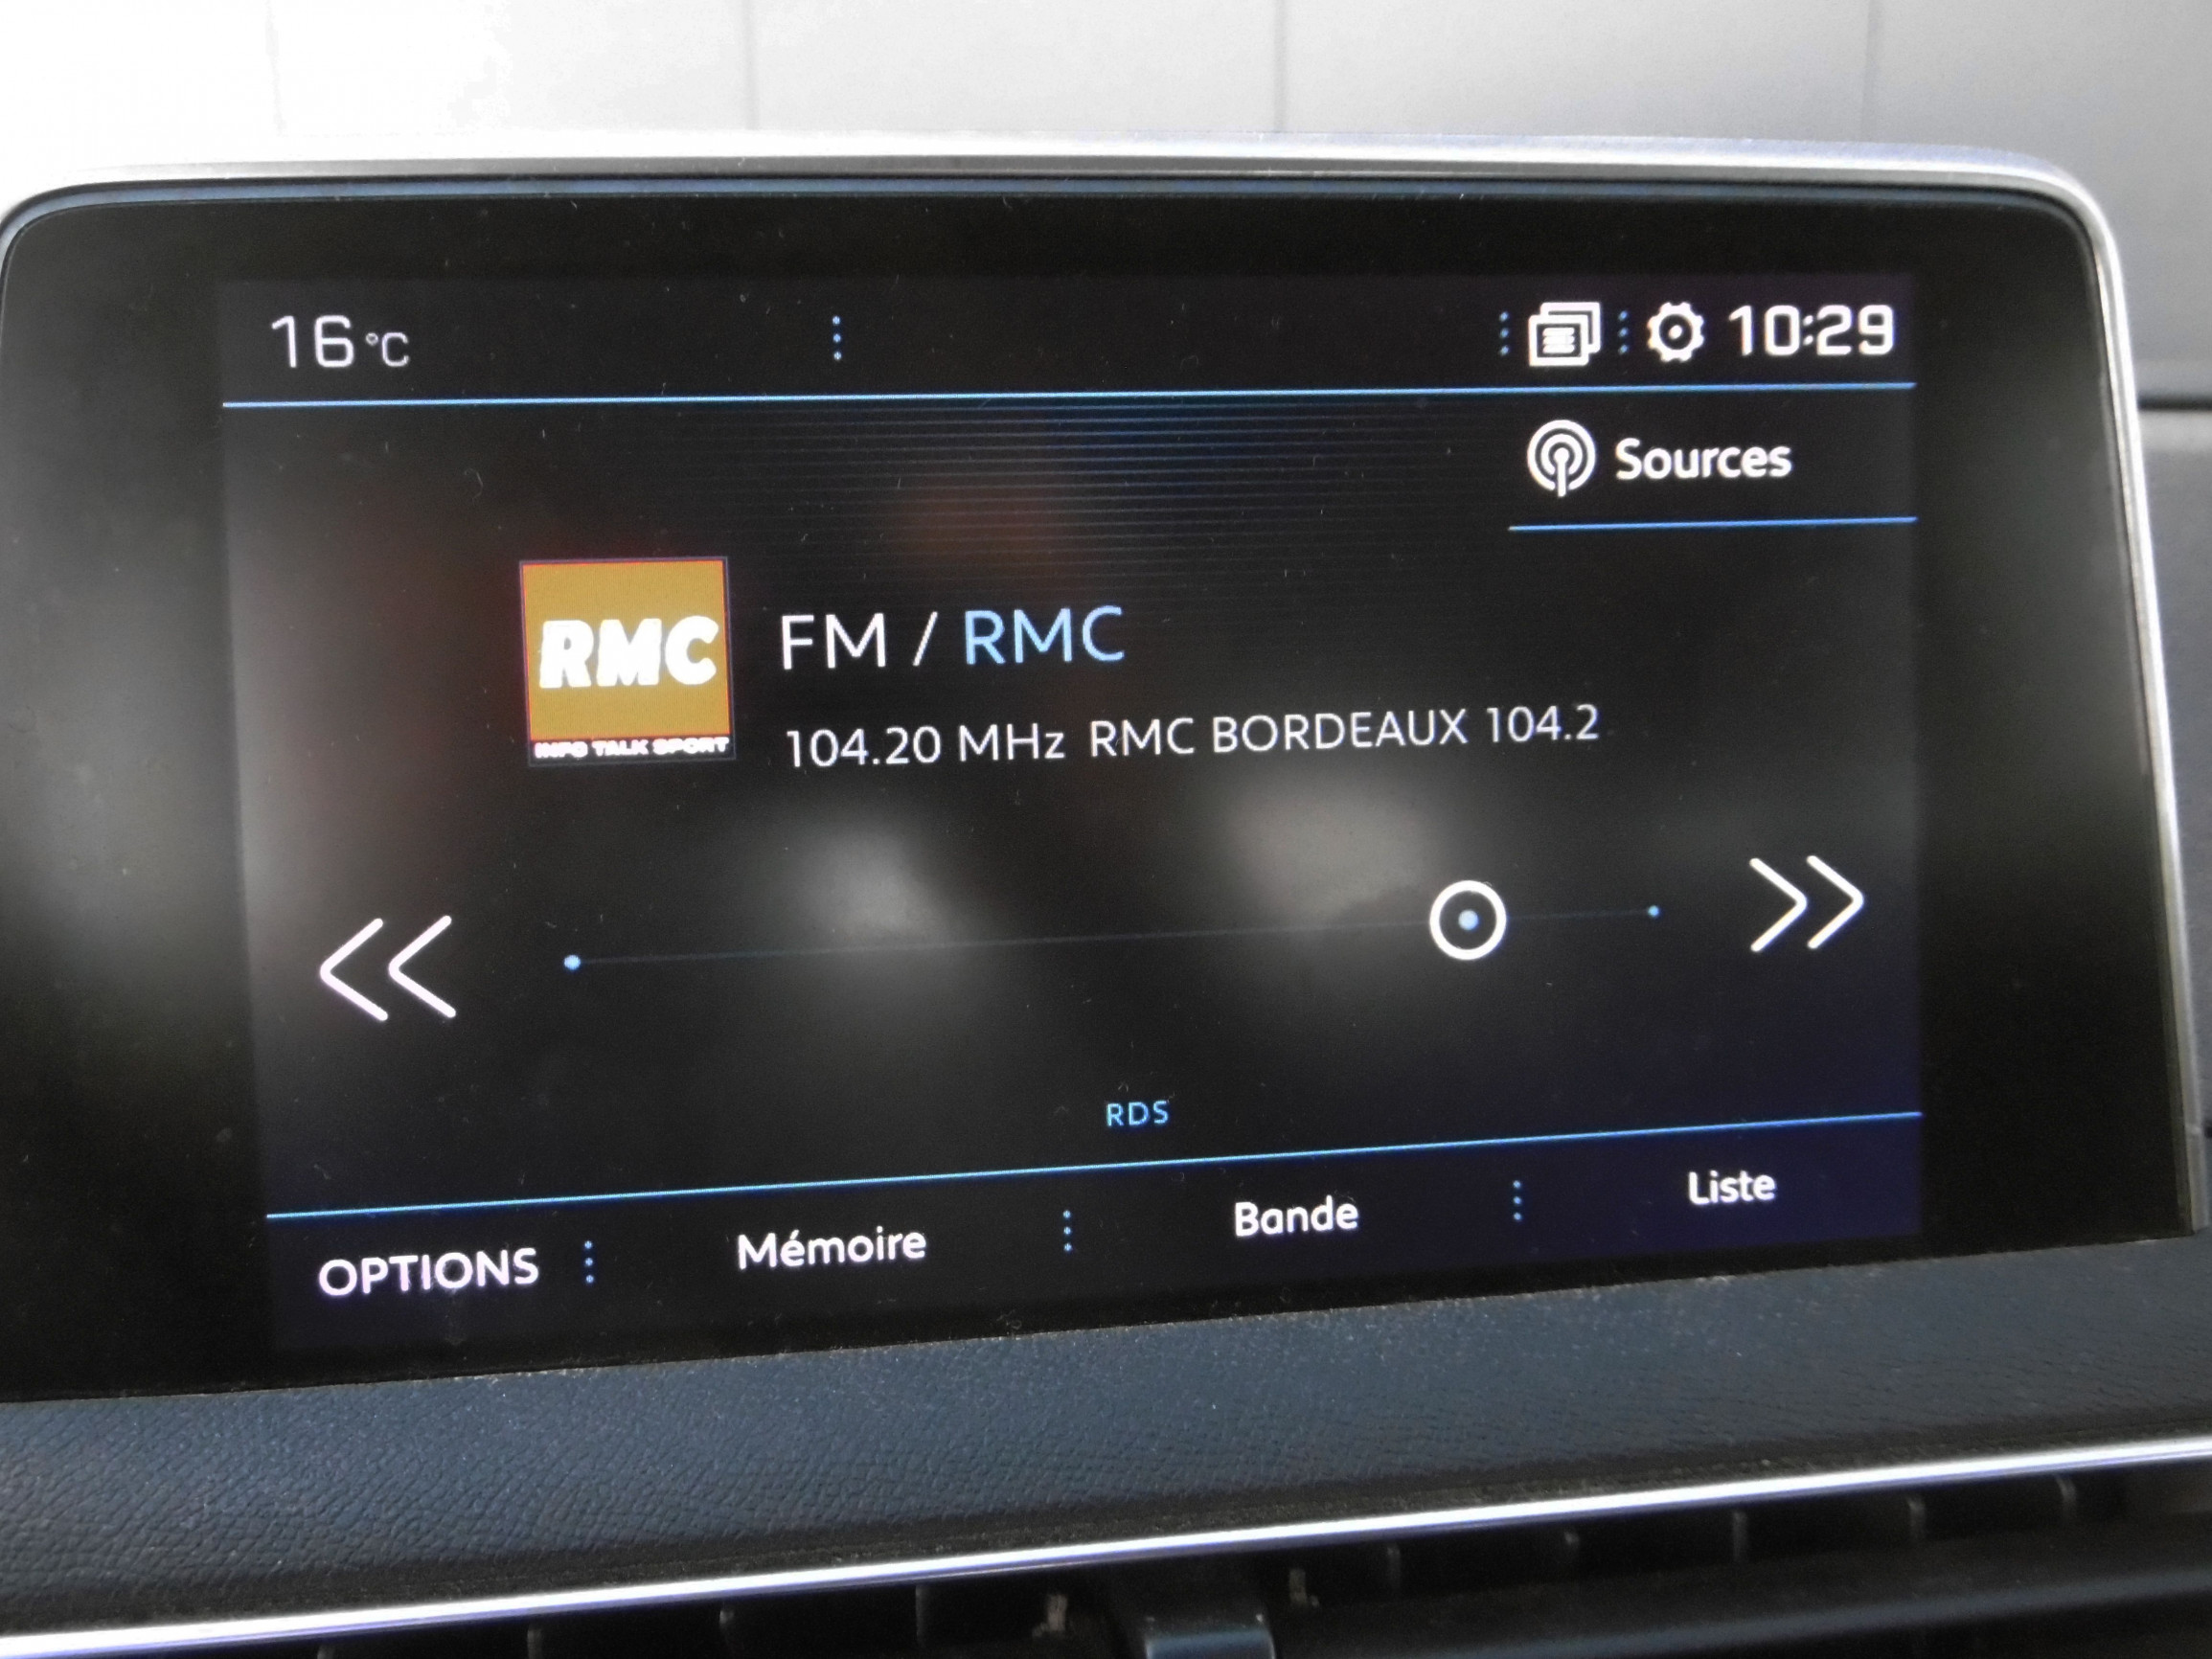 16 °C
10:29
Sources
RMC
INFO TALK SPORT
FM / RMC
104.20 MHz RMC BORDEAUX 104.2
RDS
OPTIONS
Mémoire
Bande
Liste